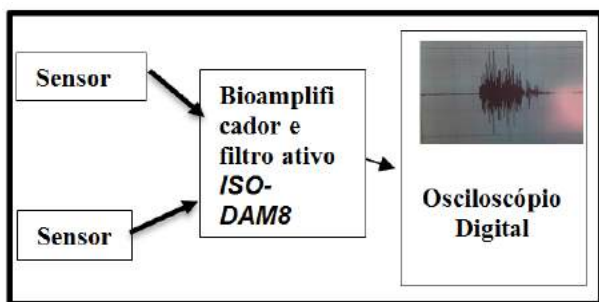 Sensor
Sensor
Bioamplifi
cador e
filtro ativo
ISO-
DAM8
Osciloscópio
Digital